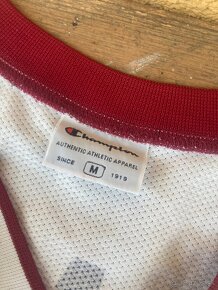 Champion
AUTHENTIC ATHLETIC APPAREL
SINCE M 1919